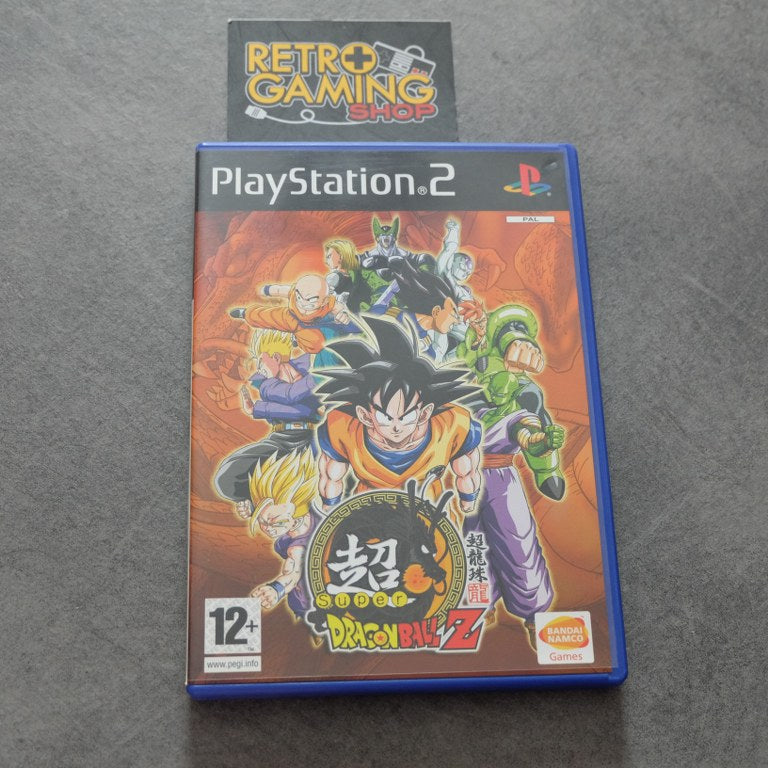 RETRO
GAMING
SHOP
PlayStation®2
PAL
超
超龍珠
龍
Super
DRAGON BALL Z
12+
www.pegi.info
BANDAI
NAMCO
Games